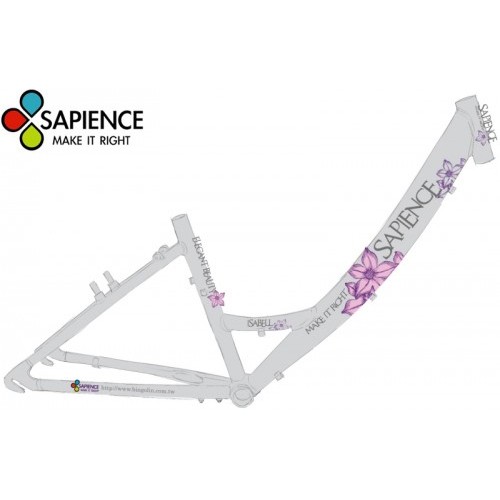 SAPIENCE
MAKE IT RIGHT
SAPIENCE
SAPIENCE
MAKE IT RIGHT
ELEGANT BEAUTY
ISABELL
SAPIENCE
MAKE IT RIGHT
http://www.hsogolin.com.tw